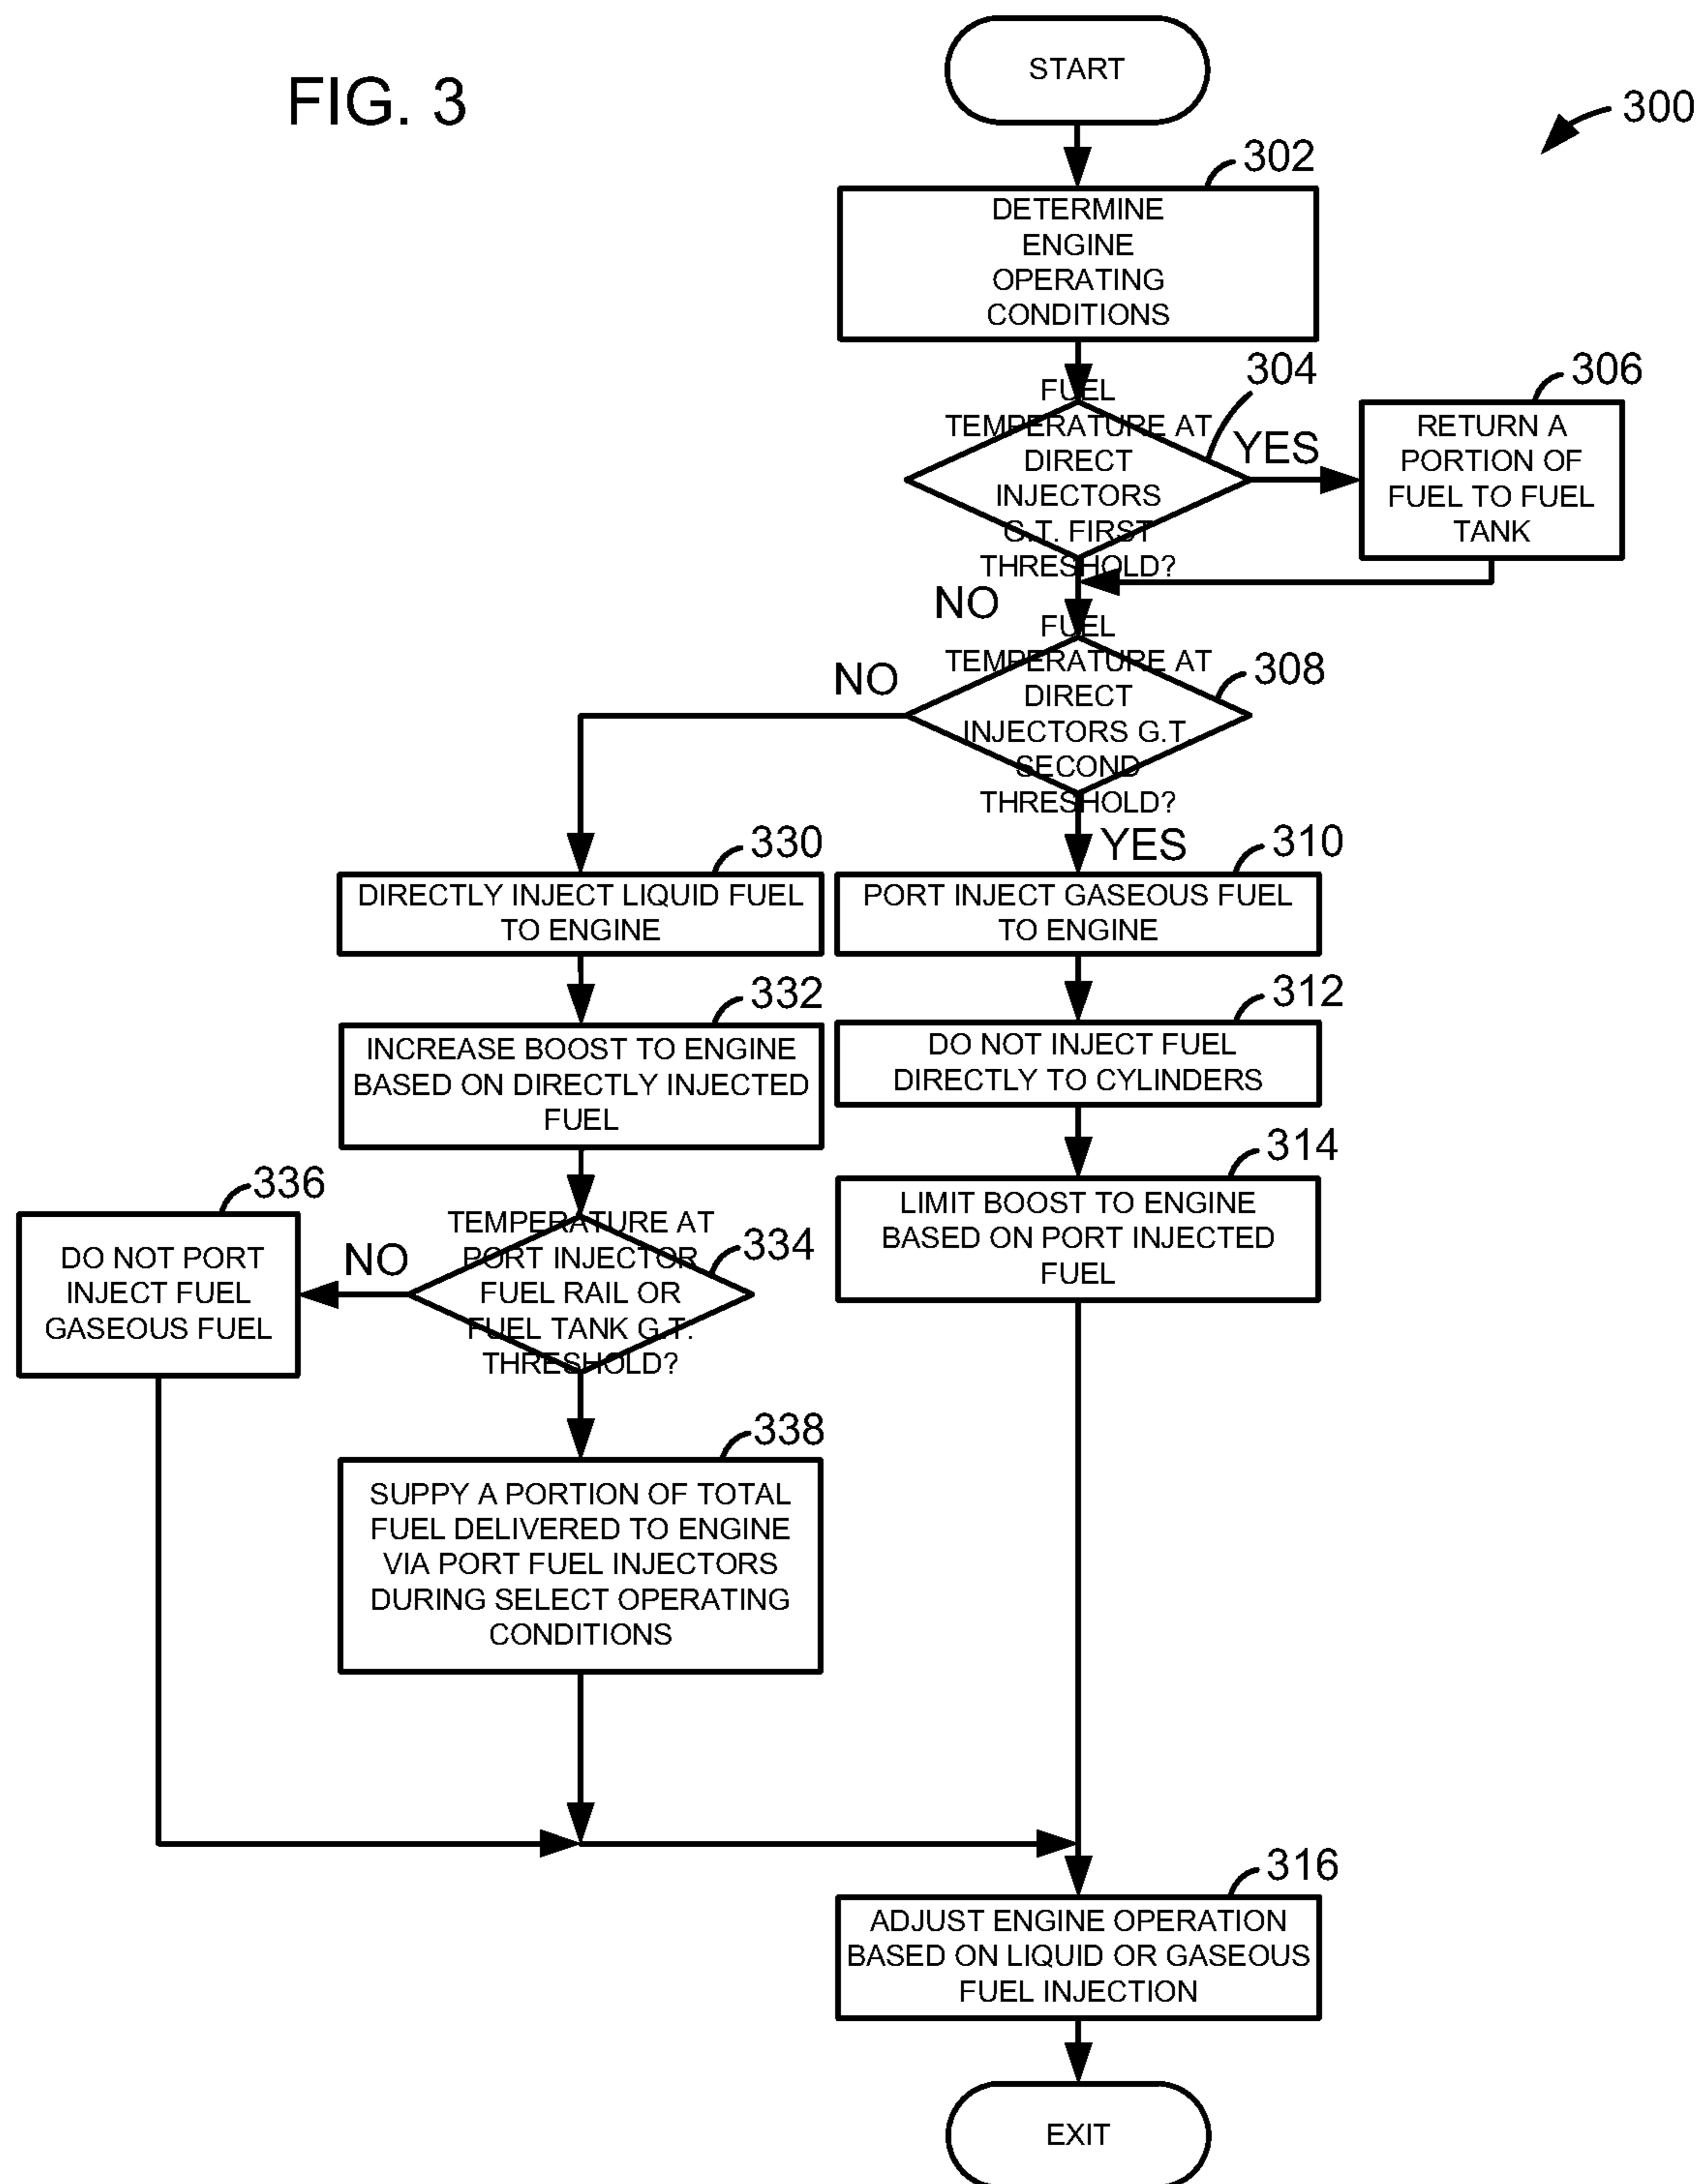 FIG. 3
START
300
302
DETERMINE
ENGINE
OPERATING
CONDITIONS
304
FUEL
TEMPERATURE AT
DIRECT
INJECTORS
G.T. FIRST
THRESHOLD?
YES
306
RETURN A
PORTION OF
FUEL TO FUEL
TANK
NO
308
FUEL
TEMPERATURE AT
DIRECT
INJECTORS G.T.
SECOND
THRESHOLD?
NO
YES
330
DIRECTLY INJECT LIQUID FUEL
TO ENGINE
310
PORT INJECT GASEOUS FUEL
TO ENGINE
332
INCREASE BOOST TO ENGINE
BASED ON DIRECTLY INJECTED
FUEL
312
DO NOT INJECT FUEL
DIRECTLY TO CYLINDERS
314
LIMIT BOOST TO ENGINE
BASED ON PORT INJECTED
FUEL
334
TEMPERATURE AT
PORT INJECTOR
FUEL RAIL OR
FUEL TANK G.T.
THRESHOLD?
NO
336
DO NOT PORT
INJECT FUEL
GASEOUS FUEL
338
SUPPY A PORTION OF TOTAL
FUEL DELIVERED TO ENGINE
VIA PORT FUEL INJECTORS
DURING SELECT OPERATING
CONDITIONS
316
ADJUST ENGINE OPERATION
BASED ON LIQUID OR GASEOUS
FUEL INJECTION
EXIT